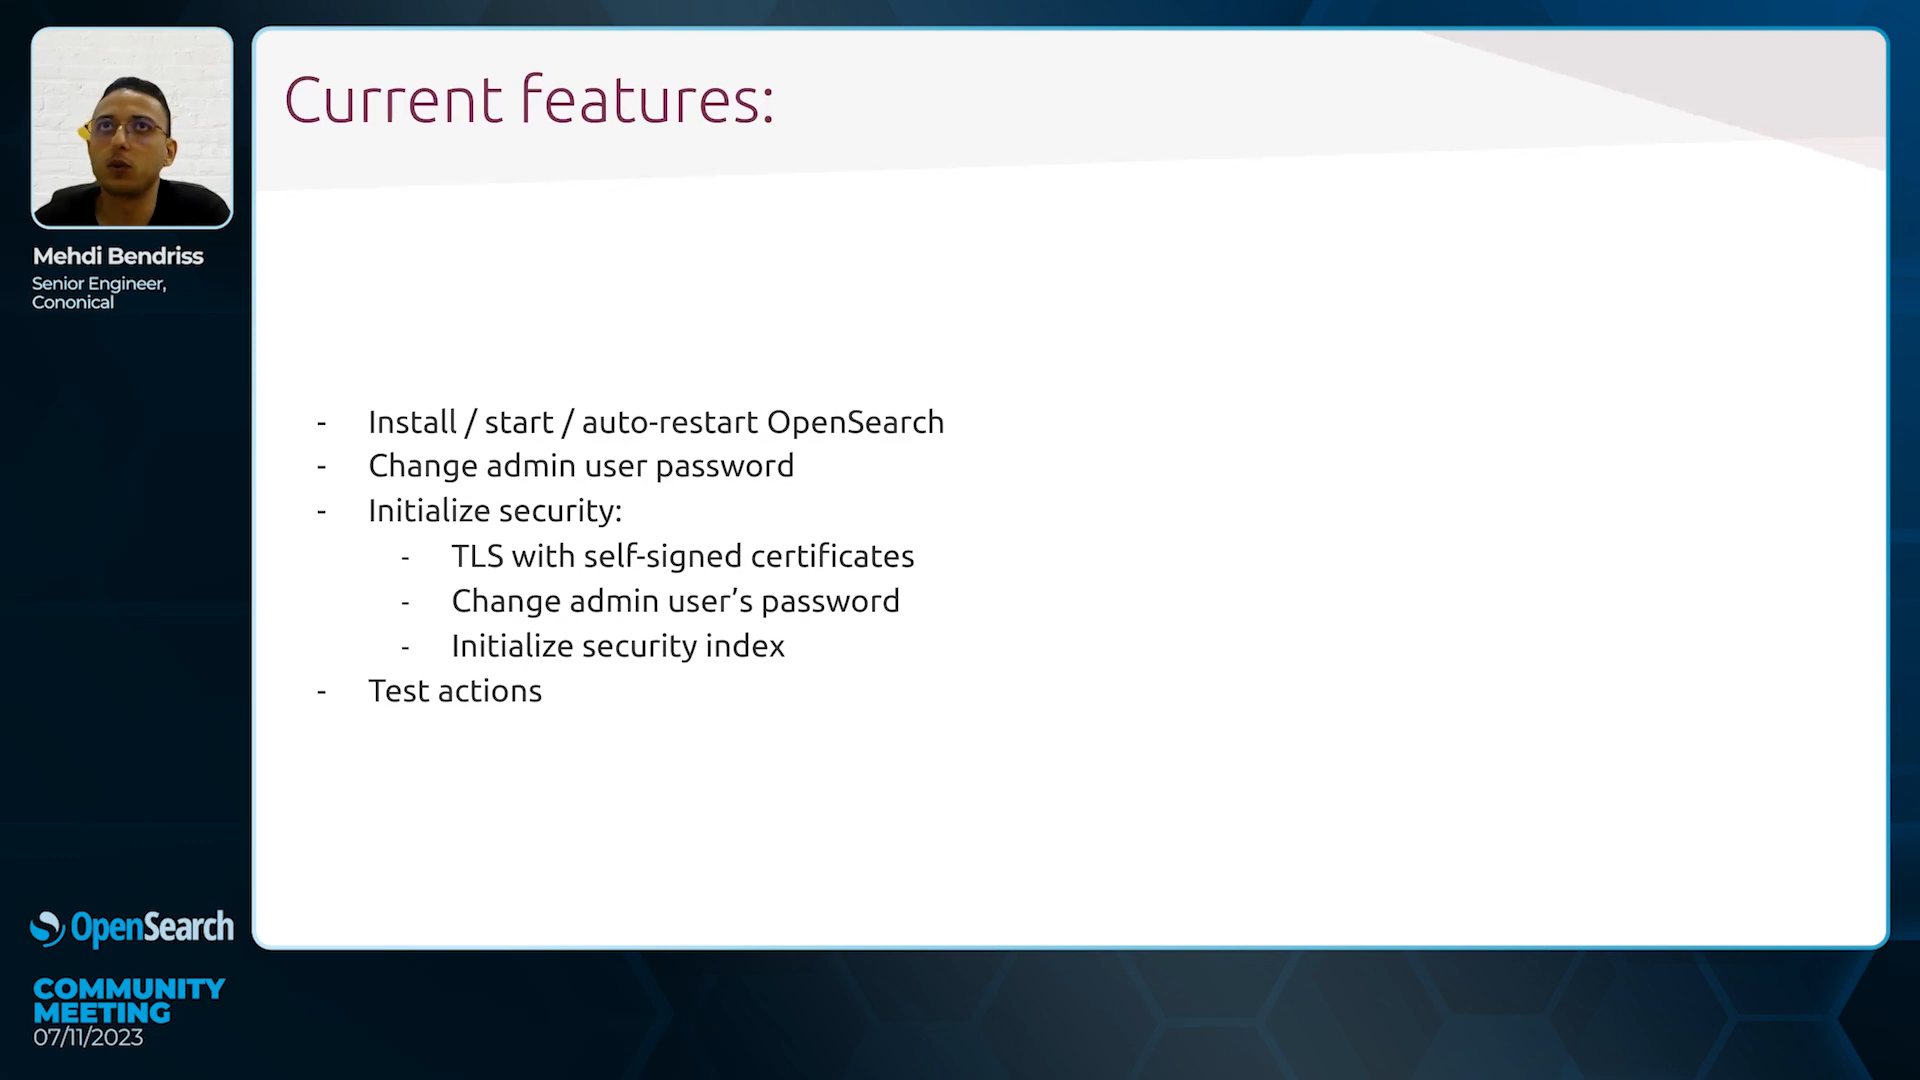 Mehdi Bendriss
Senior Engineer,
Cononical
Current features:
- Install / start / auto-restart OpenSearch
- Change admin user password
- Initialize security:
- TLS with self-signed certificates
- Change admin user’s password
- Initialize security index
- Test actions
OpenSearch
COMMUNITY
MEETING
07/11/2023